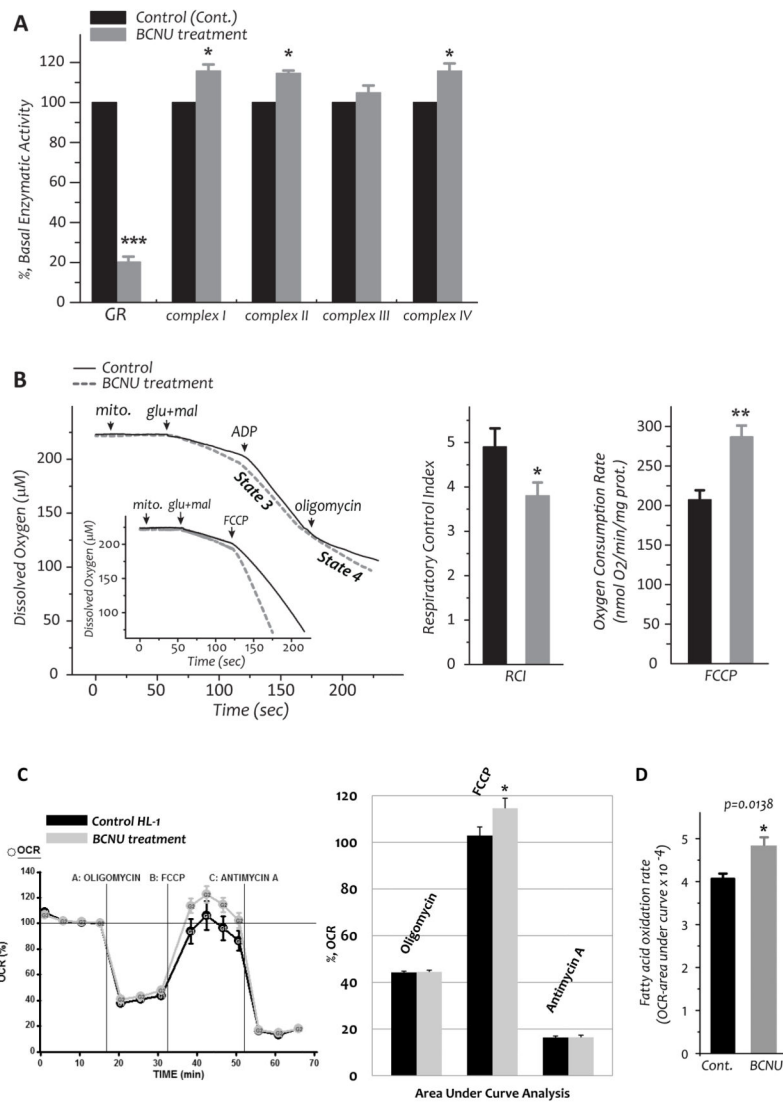 A
Control (Cont.)
BCNU treatment
%, Basal Enzymatic Activity
120
100
80
60
40
20
0
***
*
*
*
GR
complex I
complex II
complex III
complex IV
B
Control
BCNU treatment
Dissolved Oxygen (μM)
200
150
100
50
0
mito.
glu+mal
ADP
State 3
oligomycin
State 4
0
50
100
150
200
Time (sec)
Dissolved Oxygen (μM)
200
150
100
mito.
glu+mal
FCCP
0
50
100
150
200
Time (sec)
Respiratory Control Index
5
4
3
2
1
0
*
RCI
Oxygen Consumption Rate
(nmol O2/min/mg prot.)
300
250
200
150
100
50
0
**
FCCP
C
Control HL-1
BCNU treatment
OCR
A: OLIGOMYCIN
B: FCCP
C: ANTIMYCIN A
OCR (%)
140
120
100
80
60
40
20
0
0
10
20
30
40
50
60
70
TIME (min)
%, OCR
120
100
80
60
40
20
0
Oligomycin
FCCP
*
Antimycin A
Area Under Curve Analysis
D
p=0.0138
*
Fatty acid oxidation rate
(OCR-area under curve x 10 -4)
5
4
3
2
1
0
Cont.
BCNU